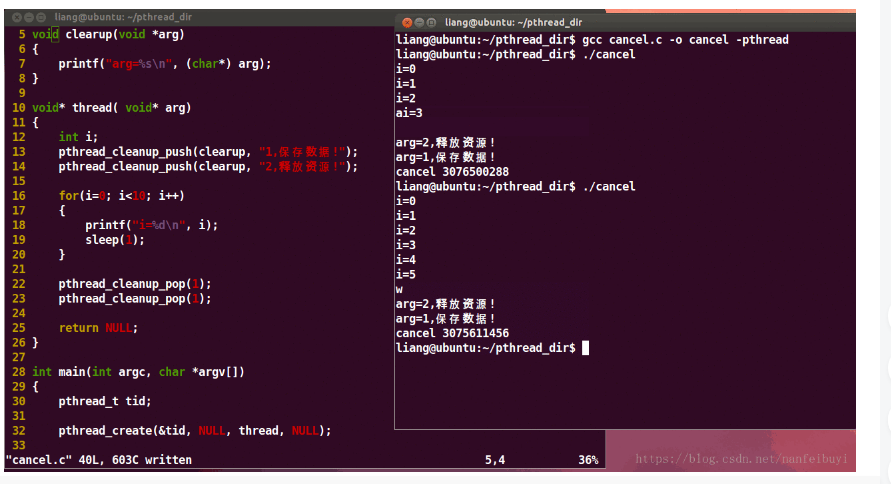 liang@ubuntu: ~/pthread_dir
5 void clearup(void *arg)
6 {
7 printf("arg=%s\n", (char*) arg);
8 }
9
10 void* thread( void* arg)
11 {
12 int i;
13 pthread_cleanup_push(clearup, "1,保存数据!");
14 pthread_cleanup_push(clearup, "2,释放资源!");
15
16 for(i=0; i<10; i++)
17 {
18 printf("i=%d\n", i);
19 sleep(1);
20 }
21
22 pthread_cleanup_pop(1);
23 pthread_cleanup_pop(1);
24
25 return NULL;
26 }
27
28 int main(int argc, char *argv[])
29 {
30 pthread_t tid;
31
32 pthread_create(&tid, NULL, thread, NULL);
33
"cancel.c" 40L, 603C written 5,4 36%
liang@ubuntu: ~/pthread_dir
liang@ubuntu:~/pthread_dir$ gcc cancel.c -o cancel -pthread
liang@ubuntu:~/pthread_dir$ ./cancel
i=0
i=1
i=2
ai=3
arg=2,释放资源!
arg=1,保存数据!
cancel 3076500288
liang@ubuntu:~/pthread_dir$ ./cancel
i=0
i=1
i=2
i=3
i=4
i=5
w
arg=2,释放资源!
arg=1,保存数据!
cancel 3075611456
liang@ubuntu:~/pthread_dir$
https://blog.csdn.net/nanfeibuyi